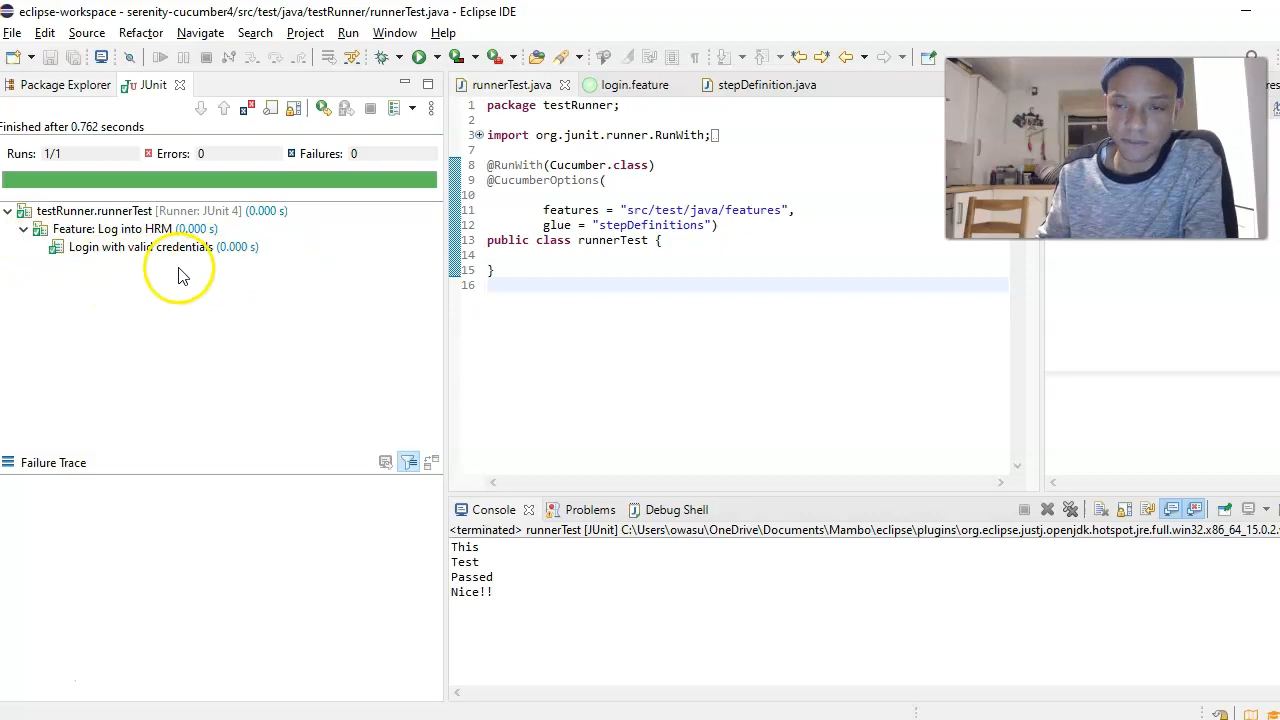 eclipse-workspace - serenity-cucumber4/src/test/java/testRunner/runnerTest.java - Eclipse IDE
File Edit Source Refactor Navigate Search Project Run Window Help
Package Explorer JUnit
Finished after 0.762 seconds
Runs: 1/1 Errors: 0 Failures: 0
testRunner.runnerTest [Runner: JUnit 4] (0.000 s)
Feature: Log into HRM (0.000 s)
Login with valid credentials (0.000 s)
Failure Trace
runnerTest.java login.feature stepDefinition.java
1 package testRunner;
2
3 import org.junit.runner.RunWith;
7
8 @RunWith(Cucumber.class)
9 @CucumberOptions(
10
11 features = "src/test/java/features",
12 glue = "stepDefinitions")
13 public class runnerTest {
14
15 }
16
Console Problems Debug Shell
<terminated> runnerTest [JUnit] C:\Users\owasu\OneDrive\Documents\Mambo\eclipse\plugins\org.eclipse.justj.openjdk.hotspot.jre.full.win32.x86_64_15.0.2.
This
Test
Passed
Nice!!